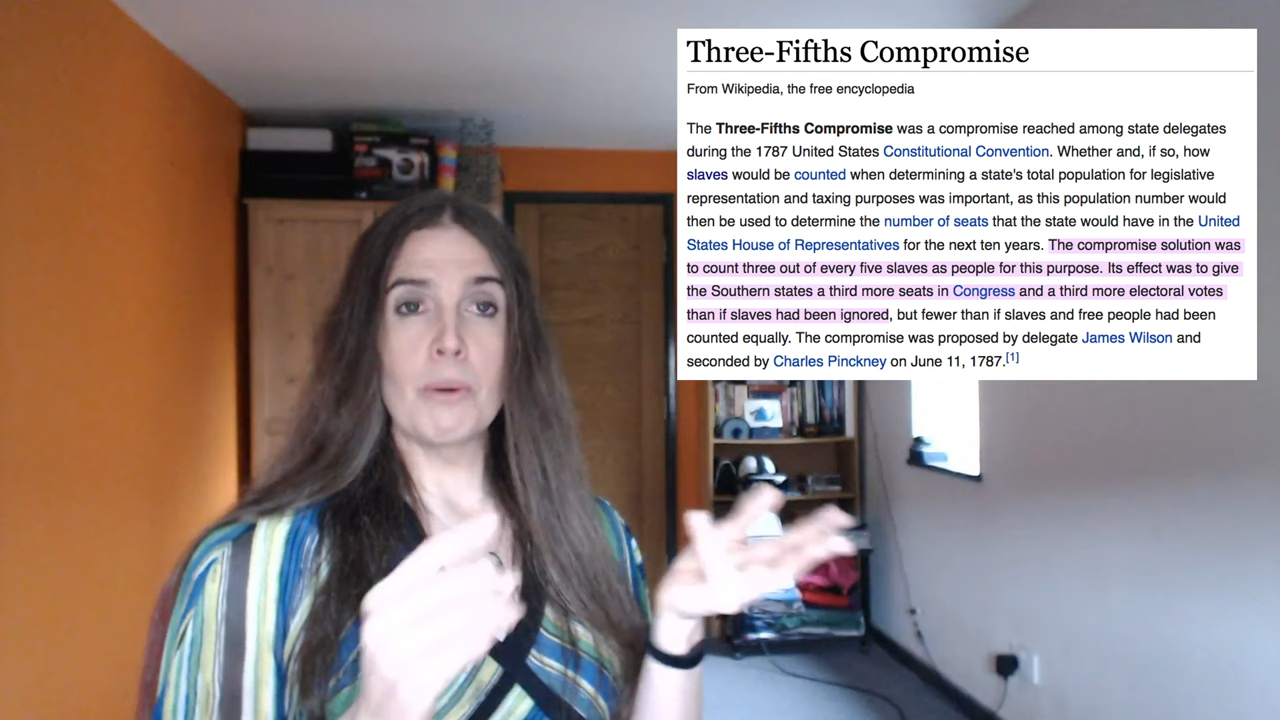 Three-Fifths Compromise
From Wikipedia, the free encyclopedia
The Three-Fifths Compromise was a compromise reached among state delegates
during the 1787 United States Constitutional Convention. Whether and, if so, how
slaves would be counted when determining a state's total population for legislative
representation and taxing purposes was important, as this population number would
then be used to determine the number of seats that the state would have in the United
States House of Representatives for the next ten years. The compromise solution was
to count three out of every five slaves as people for this purpose. Its effect was to give
the Southern states a third more seats in Congress and a third more electoral votes
than if slaves had been ignored, but fewer than if slaves and free people had been
counted equally. The compromise was proposed by delegate James Wilson and
seconded by Charles Pinckney on June 11, 1787.[1]